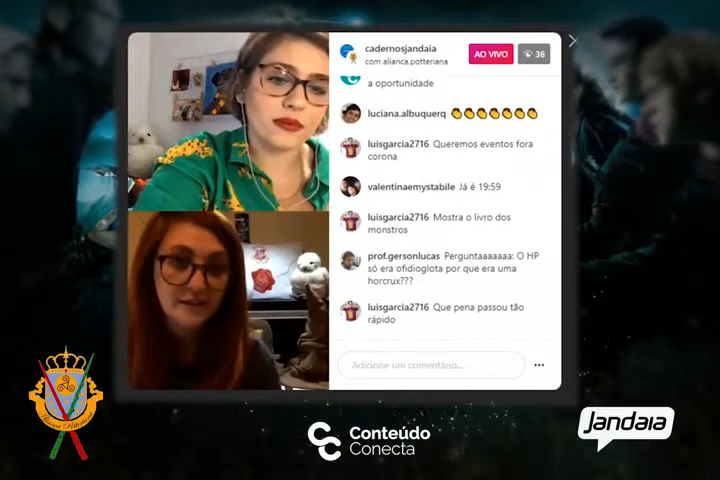 cadernosjandaia
com alianca.potteriana
AO VIVO
36
a oportunidade
luciana.albuquerq
luisgarcia2716 Queremos eventos fora
corona
valentinaemystabile Já é 19:59
luisgarcia2716 Mostra o livro dos
monstros
prof.gersonlucas Perguntaaaaaaa: O HP
só era ofidioglota por que era uma
horcrux???
luisgarcia2716 Que pena passou tão
rápido
Adicione um comentário...
Conteúdo
Conecta
Jandaia